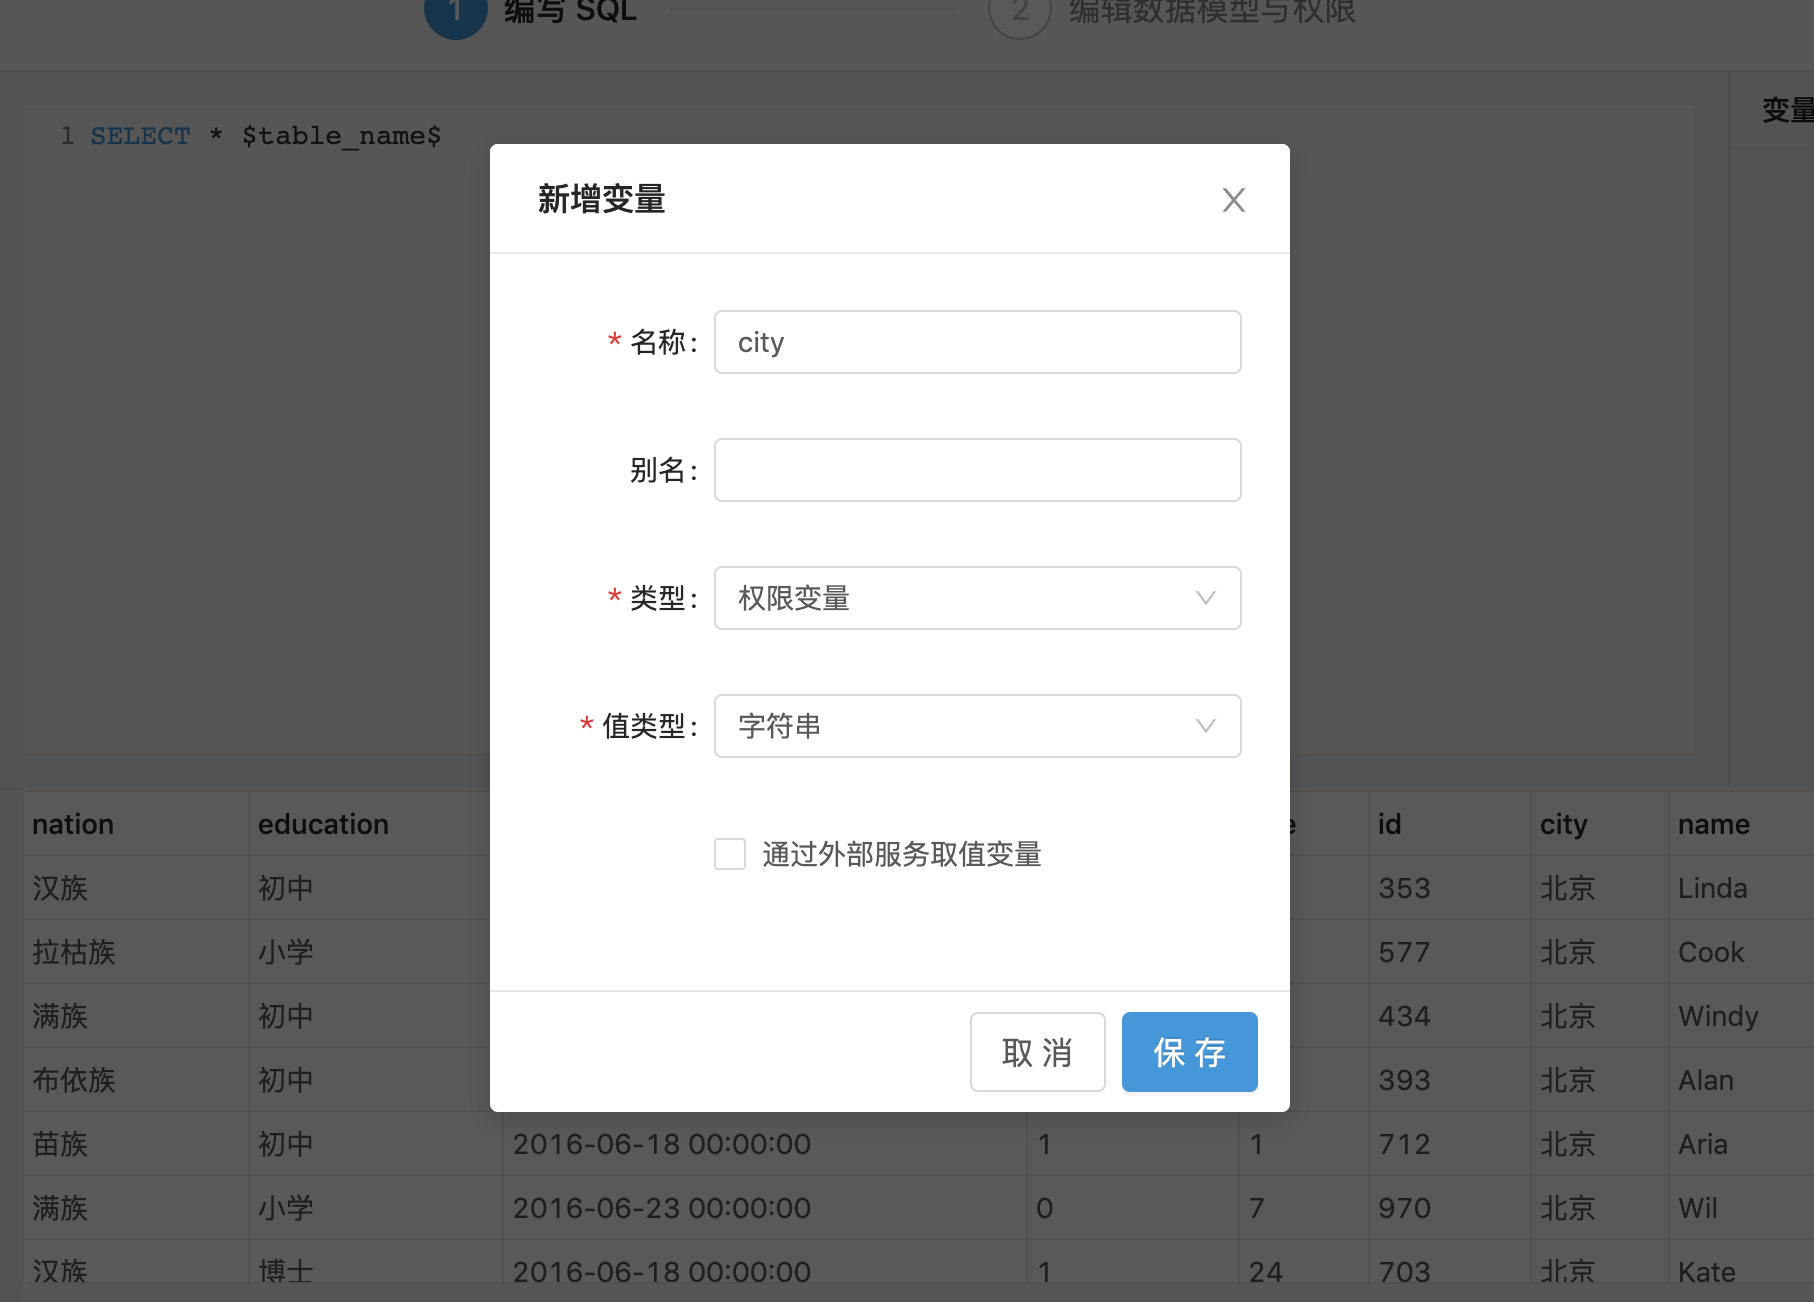 1 编写 SQL 2 编辑数据模型与权限
变量
1 SELECT * $table_name$
新增变量
* 名称: city
别名:
* 类型: 权限变量
* 值类型: 字符串
通过外部服务取值变量
取 消 保 存
nation education e id city name
汉族 初中 353 北京 Linda
拉枯族 小学 577 北京 Cook
满族 初中 434 北京 Windy
布依族 初中 393 北京 Alan
苗族 初中 2016-06-18 00:00:00 1 1 712 北京 Aria
满族 小学 2016-06-23 00:00:00 0 7 970 北京 Wil
汉族 博士 2016-06-18 00:00:00 1 24 703 北京 Kate